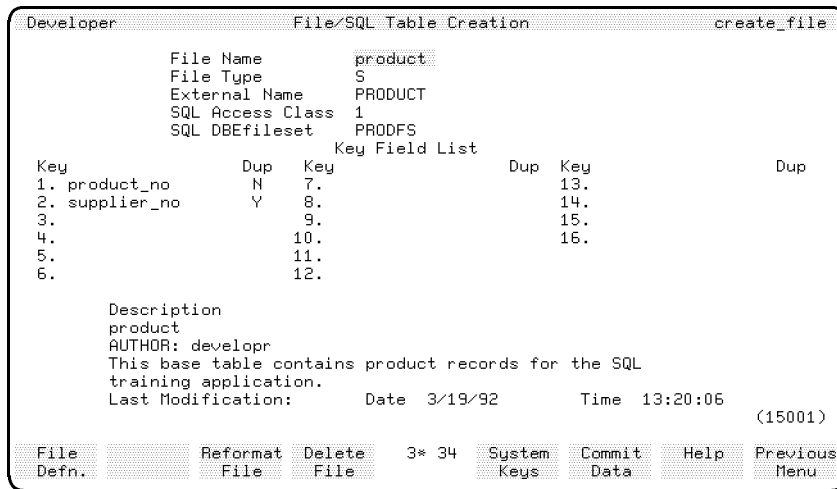 Developer File/SQL Table Creation create_file
File Name product
File Type S
External Name PRODUCT
SQL Access Class 1
SQL DBEfileset PRODFS
Key Field List
Key Dup Key Dup Key Dup
1. product_no N 7. 13.
2. supplier_no Y 8. 14.
3. 9. 15.
4. 10. 16.
5. 11.
6. 12.
Description
product
AUTHOR: developr
This base table contains product records for the SQL
training application.
Last Modification: Date 3/19/92 Time 13:20:06
(15001)
File Reformat Delete 3* 34 System Commit Help Previous
Defn. File File Keys Data Menu